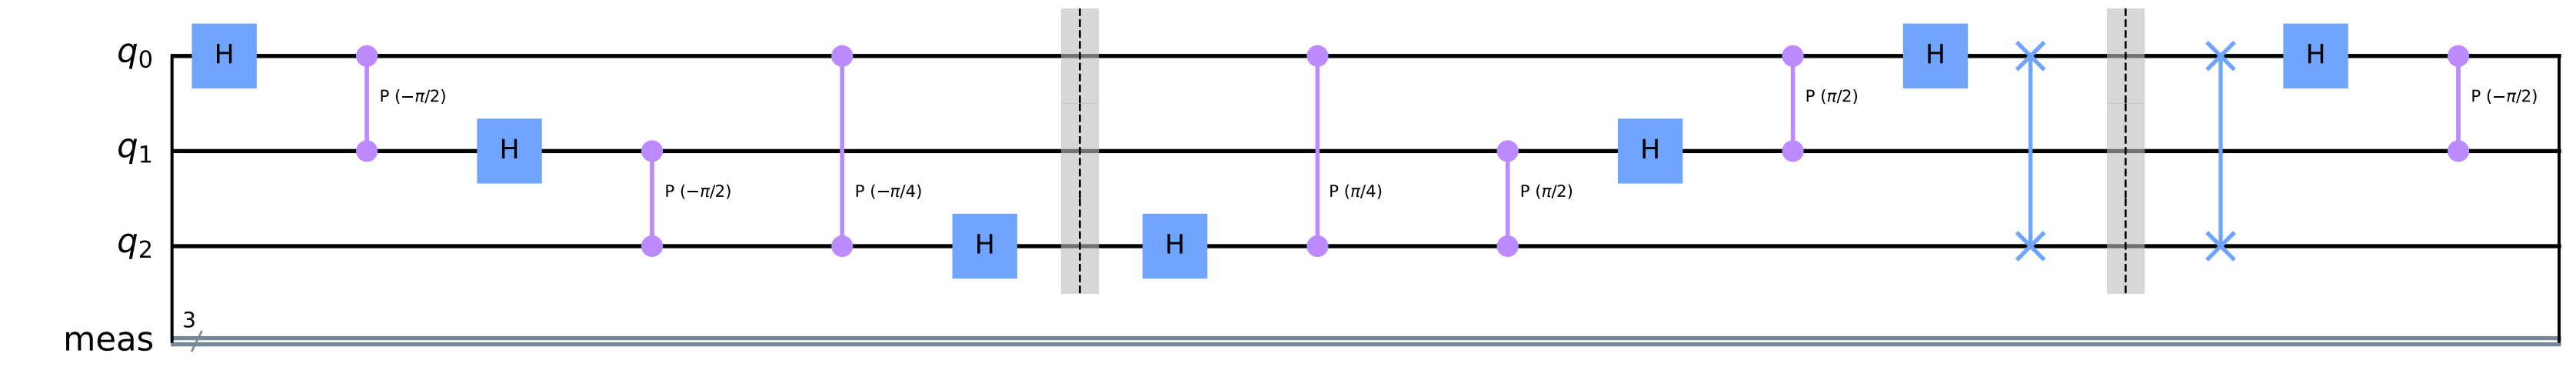 q0 H H H
P (−π/2) P (π/2) P (−π/2)
q1 H H
P (−π/2) P (−π/4) P (π/4) P (π/2)
q2 H H
3
meas